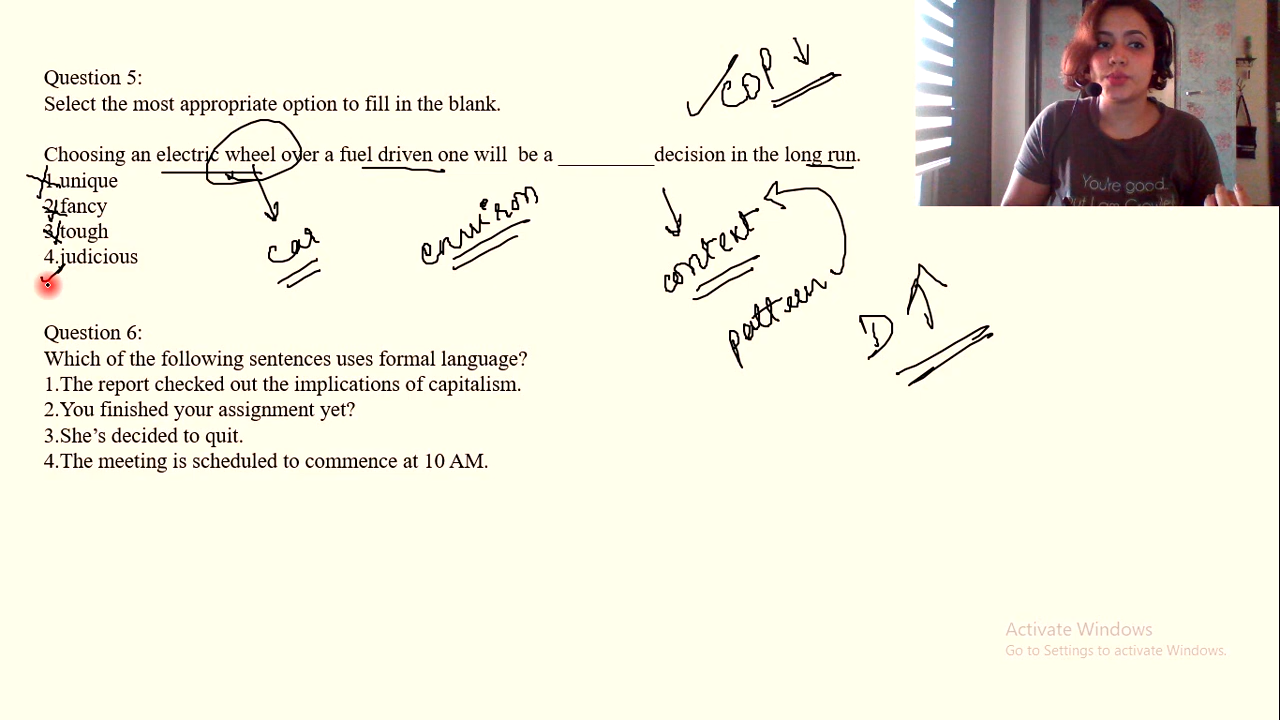 Question 5:
Select the most appropriate option to fill in the blank.
COP ↓
Choosing an electric wheel over a fuel driven one will be a _________decision in the long run.
1.unique
2.fancy
3.tough
4.judicious
car
environ
context
pattern
D ↑
You're good.
Question 6:
Which of the following sentences uses formal language?
1.The report checked out the implications of capitalism.
2.You finished your assignment yet?
3.She's decided to quit.
4.The meeting is scheduled to commence at 10 AM.
Activate Windows
Go to Settings to activate Windows.